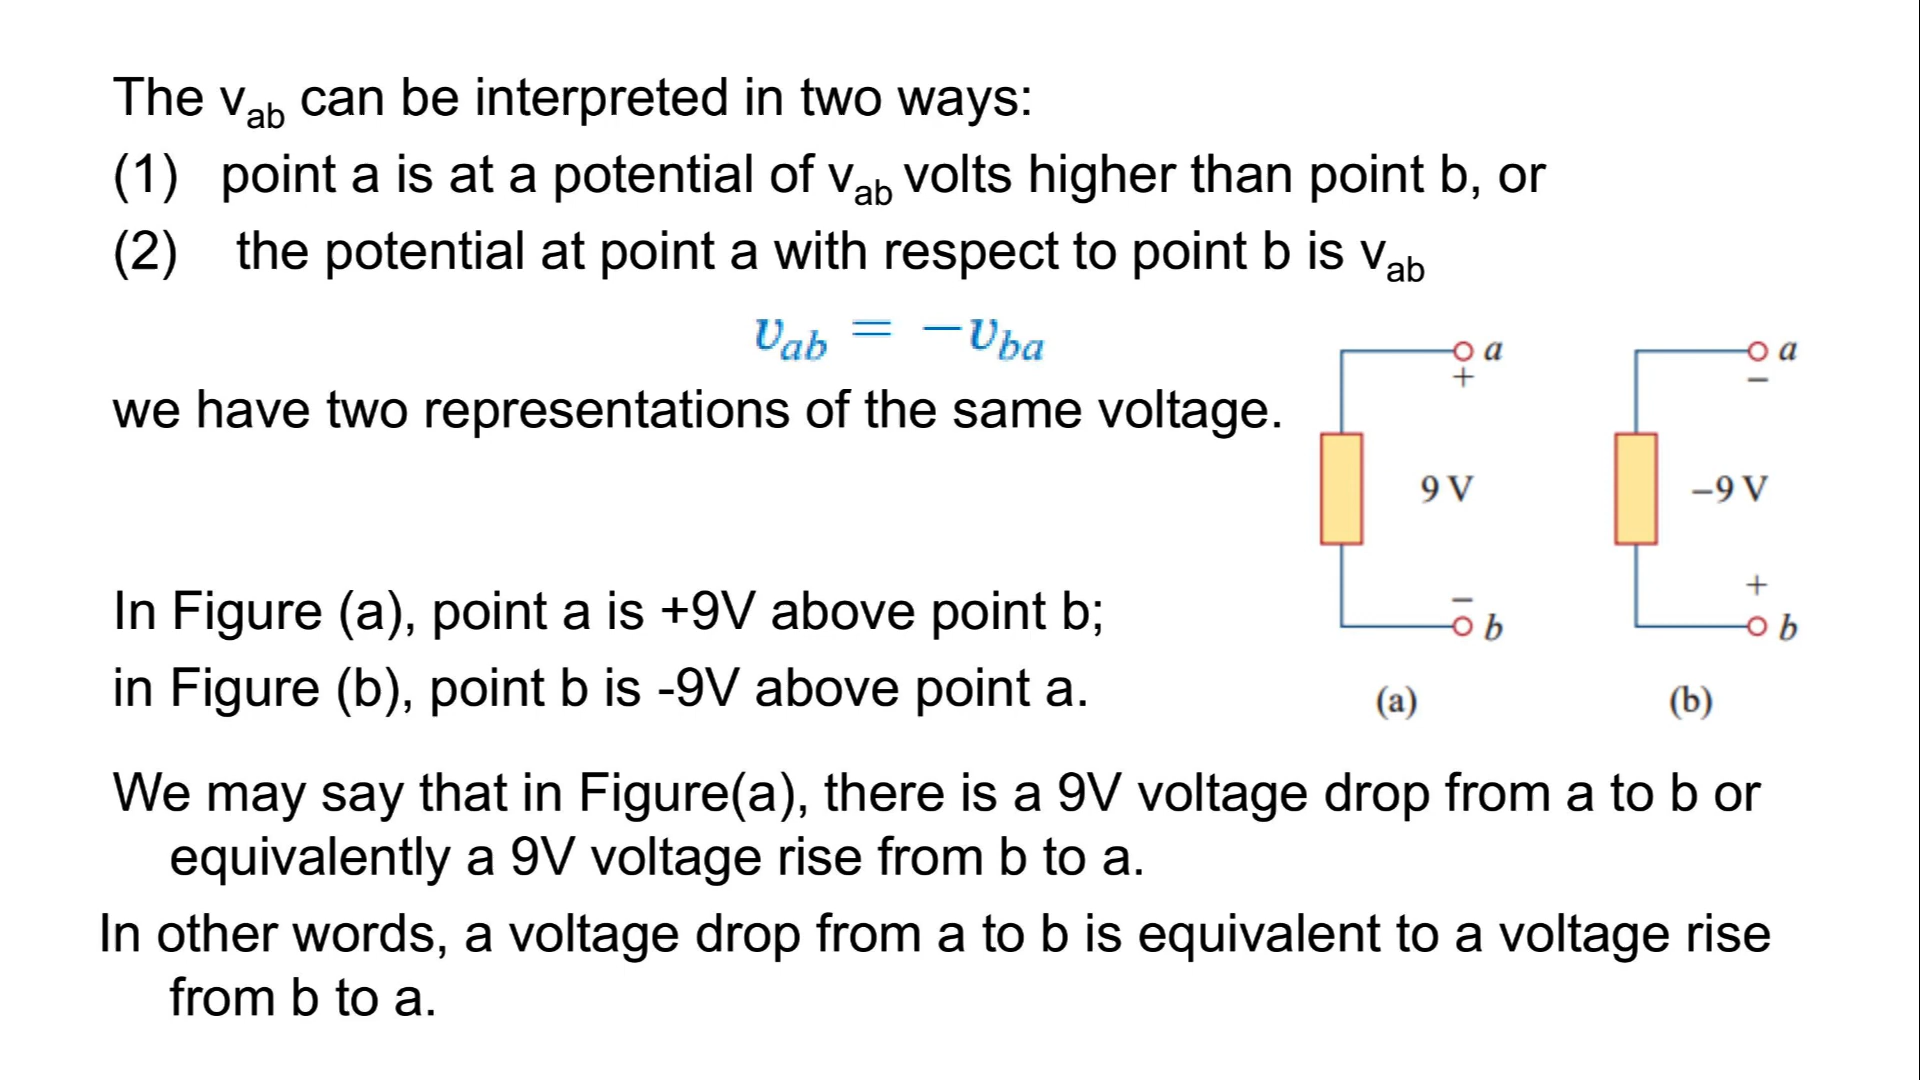 The vab can be interpreted in two ways:
(1) point a is at a potential of vab volts higher than point b, or
(2) the potential at point a with respect to point b is vab
vab = −vba
we have two representations of the same voltage.
a
+
9 V
−
b
(a)
a
−
−9 V
+
b
(b)
In Figure (a), point a is +9V above point b;
in Figure (b), point b is -9V above point a.
We may say that in Figure(a), there is a 9V voltage drop from a to b or
equivalently a 9V voltage rise from b to a.
In other words, a voltage drop from a to b is equivalent to a voltage rise
from b to a.